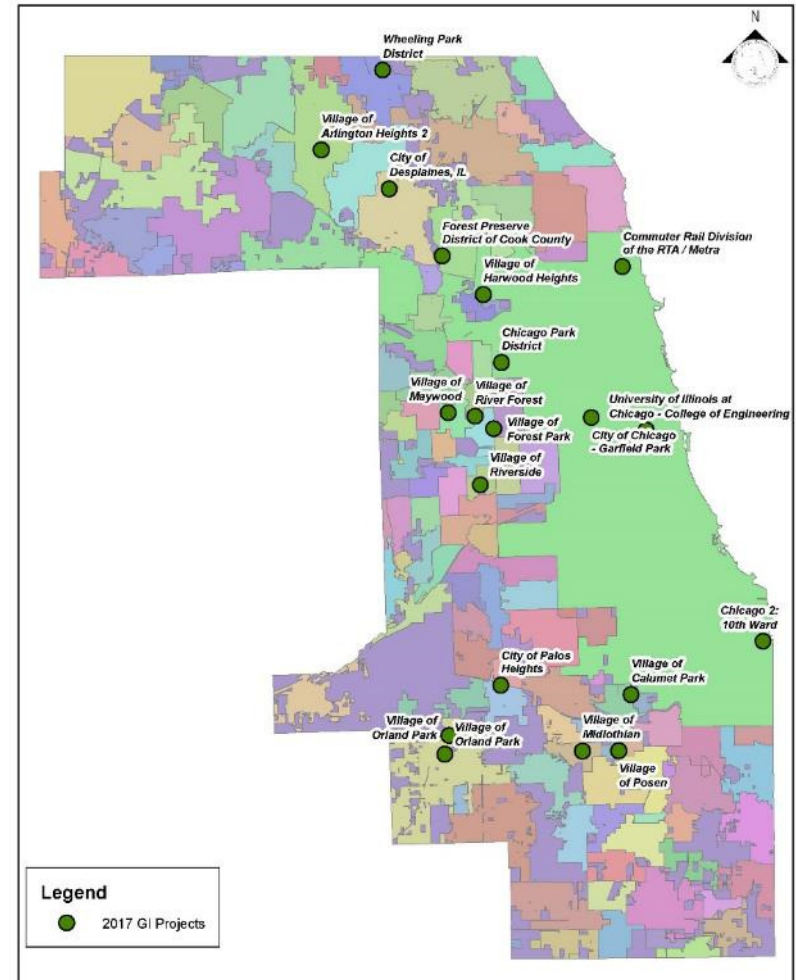 N
Wheeling Park
District
Village of
Arlington Heights 2
City of
Desplaines, IL
Forest Preserve
District of Cook County
Commuter Rail Division
of the RTA / Metra
Village of
Harwood Heights
Chicago Park
District
Village of
Maywood
Village of
River Forest
University of Illinois at
Chicago - College of Engineering
Village of
Forest Park
City of Chicago
- Garfield Park
Village of
Riverside
Chicago 2:
10th Ward
City of Palos
Heights
Village of
Calumet Park
Village of
Orland Park
Village of
Orland Park
Village of
Midlothian
Village
of Posen
Legend
2017 GI Projects